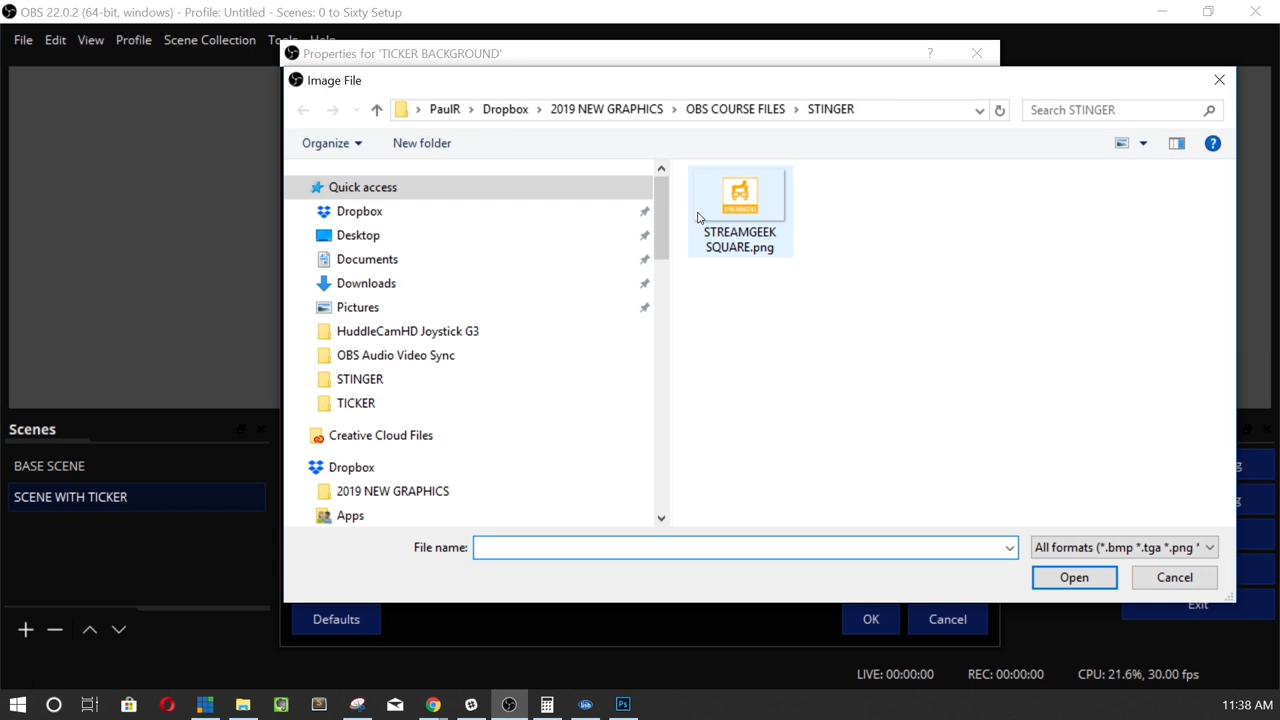 OBS 22.0.2 (64-bit, windows) - Profile: Untitled - Scenes: 0 to Sixty Setup
File Edit View Profile Scene Collection Tools Help
Properties for 'TICKER BACKGROUND'
Image File
PaulR > Dropbox > 2019 NEW GRAPHICS > OBS COURSE FILES > STINGER
Search STINGER
Organize
New folder
Quick access
Dropbox
Desktop
Documents
Downloads
Pictures
HuddleCamHD Joystick G3
OBS Audio Video Sync
STINGER
TICKER
Creative Cloud Files
Dropbox
2019 NEW GRAPHICS
Apps
STREAMGEEKS
STREAMGEEK
SQUARE.png
File name:
All formats (*.bmp *.tga *.png *
Open
Cancel
Scenes
BASE SCENE
SCENE WITH TICKER
g
g
Exit
Defaults
OK
Cancel
LIVE: 00:00:00
REC: 00:00:00
CPU: 21.6%, 30.00 fps
Ps
11:38 AM